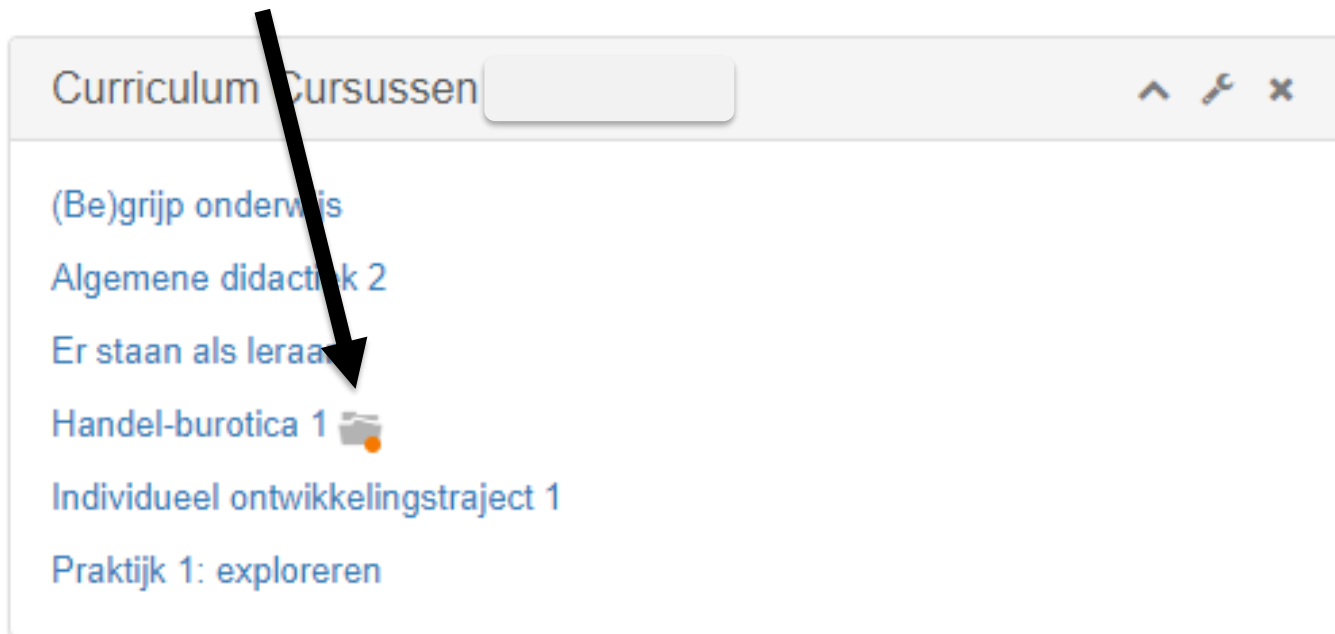 Curriculum Cursussen
(Be)grijp onderwijs
Algemene didactiek 2
Er staan als leraar
Handel-burotica 1
Individueel ontwikkelingstraject 1
Praktijk 1: exploreren